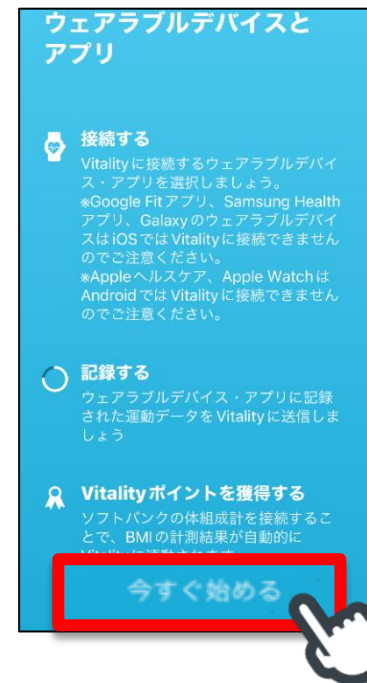 ウェアラブルデバイスと
アプリ
接続する
Vitalityに接続するウェアラブルデバイ
ス・アプリを選択しましょう。
※Google Fitアプリ、Samsung Health
アプリ、Galaxyのウェアラブルデバイ
スはiOSではVitalityに接続できません
のでご注意ください。
※Appleヘルスケア、Apple Watchは
AndroidではVitalityに接続できません
のでご注意ください。
記録する
ウェアラブルデバイス・アプリに記録
された運動データをVitalityに送信しま
しょう
Vitalityポイントを獲得する
ソフトバンクの体組成計を接続するこ
とで、BMIの計測結果が自動的に
今すぐ始める